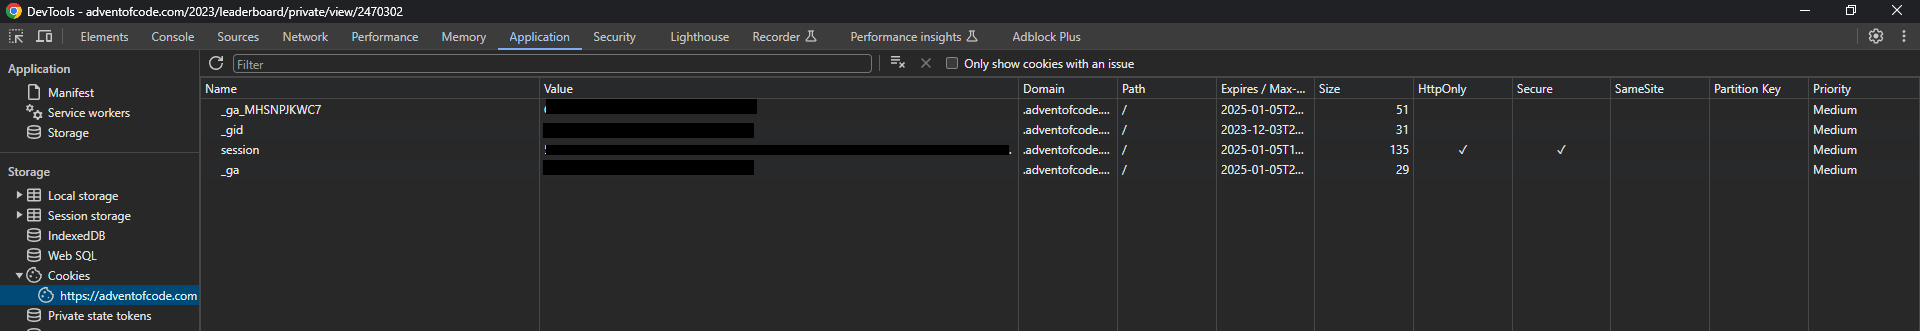 DevTools - adventofcode.com/2023/leaderboard/private/view/2470302
Elements Console Sources Network Performance Memory Application Security Lighthouse Recorder Performance insights Adblock Plus
Application
Manifest
Service workers
Storage
Storage
Local storage
Session storage
IndexedDB
Web SQL
Cookies
https://adventofcode.com
Private state tokens
Filter Only show cookies with an issue
Name Value Domain Path Expires / Max-... Size HttpOnly Secure SameSite Partition Key Priority
_ga_MHSNPJKWC7 .adventofcode.... / 2025-01-05T2... 51 Medium
_gid .adventofcode.... / 2023-12-03T2... 31 Medium
session .adventofcode.... / 2025-01-05T1... 135 ✓ ✓ Medium
_ga .adventofcode.... / 2025-01-05T2... 29 Medium